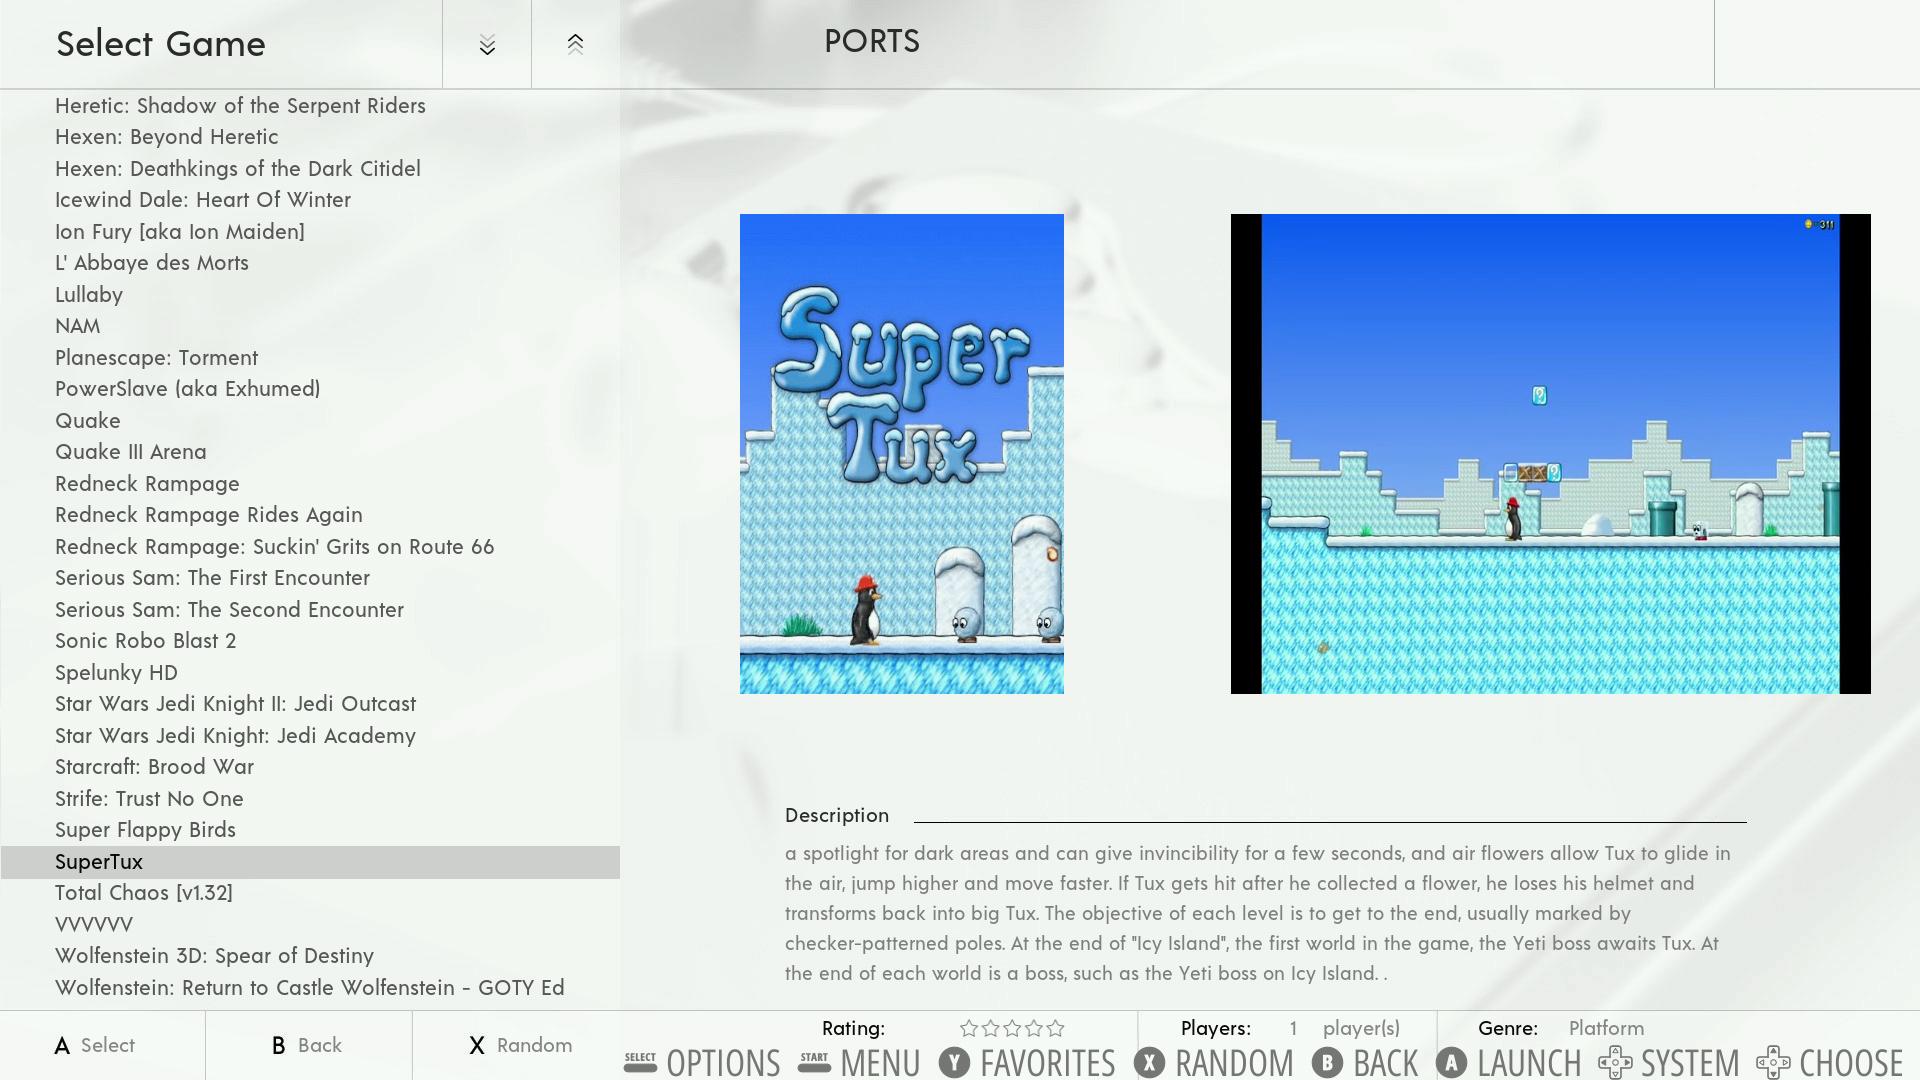 Select Game
PORTS
Heretic: Shadow of the Serpent Riders
Hexen: Beyond Heretic
Hexen: Deathkings of the Dark Citidel
Icewind Dale: Heart Of Winter
Ion Fury [aka Ion Maiden]
L' Abbaye des Morts
Lullaby
NAM
Planescape: Torment
PowerSlave (aka Exhumed)
Quake
Quake III Arena
Redneck Rampage
Redneck Rampage Rides Again
Redneck Rampage: Suckin' Grits on Route 66
Serious Sam: The First Encounter
Serious Sam: The Second Encounter
Sonic Robo Blast 2
Spelunky HD
Star Wars Jedi Knight II: Jedi Outcast
Star Wars Jedi Knight: Jedi Academy
Starcraft: Brood War
Strife: Trust No One
Super Flappy Birds
SuperTux
Total Chaos [v1.32]
VVVVVV
Wolfenstein 3D: Spear of Destiny
Wolfenstein: Return to Castle Wolfenstein - GOTY Ed
Super
Tux
311
Description
a spotlight for dark areas and can give invincibility for a few seconds, and air flowers allow Tux to glide in
the air, jump higher and move faster. If Tux gets hit after he collected a flower, he loses his helmet and
transforms back into big Tux. The objective of each level is to get to the end, usually marked by
checker-patterned poles. At the end of "Icy Island", the first world in the game, the Yeti boss awaits Tux. At
the end of each world is a boss, such as the Yeti boss on Icy Island. .
A Select B Back X Random
Rating: Players: 1 player(s) Genre: Platform
SELECT OPTIONS START MENU Y FAVORITES X RANDOM B BACK A LAUNCH SYSTEM CHOOSE